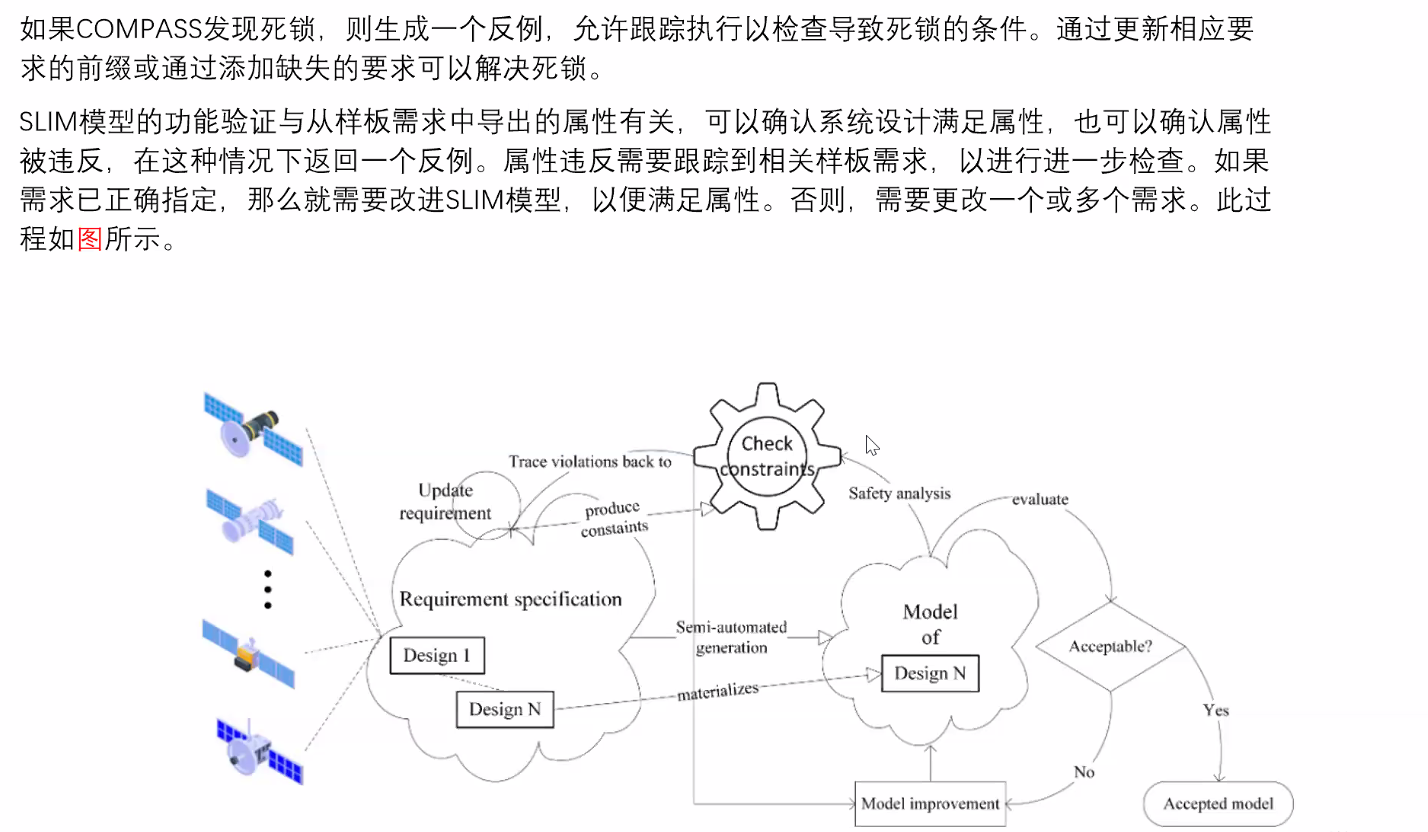 如果COMPASS发现死锁，则生成一个反例，允许跟踪执行以检查导致死锁的条件。通过更新相应要
求的前缀或通过添加缺失的要求可以解决死锁。
SLIM模型的功能验证与从样板需求中导出的属性有关，可以确认系统设计满足属性，也可以确认属性
被违反，在这种情况下返回一个反例。属性违反需要跟踪到相关样板需求，以进行进一步检查。如果
需求已正确指定，那么就需要改进SLIM模型，以便满足属性。否则，需要更改一个或多个需求。此过
程如图所示。
Check
constraints
Trace violations back to
Update
requirement
produce
constaints
Safety analysis
evaluate
Requirement specification
Design 1
Design N
Semi-automated
generation
materializes
Model
of
Design N
Acceptable?
Yes
No
Model improvement
Accepted model